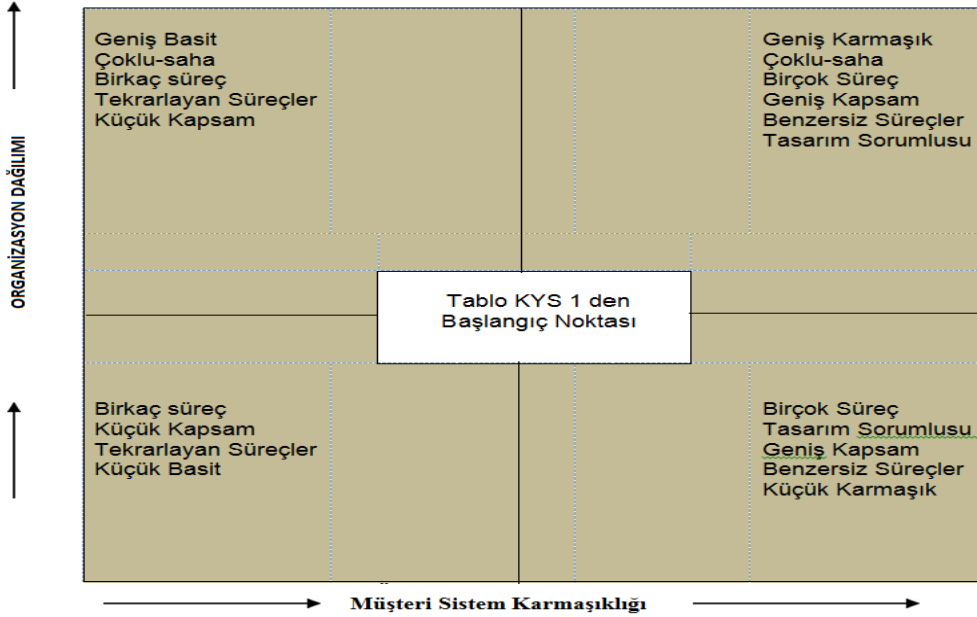 ORGANİZASYON DAĞILIMI
Geniş Basit
Çoklu-saha
Birkaç süreç
Tekrarlayan Süreçler
Küçük Kapsam
Geniş Karmaşık
Çoklu-saha
Birçok Süreç
Geniş Kapsam
Benzersiz Süreçler
Tasarım Sorumlusu
Tablo KYS 1 den
Başlangıç Noktası
Birkaç süreç
Küçük Kapsam
Tekrarlayan Süreçler
Küçük Basit
Birçok Süreç
Tasarım Sorumlusu
Geniş Kapsam
Benzersiz Süreçler
Küçük Karmaşık
Müşteri Sistem Karmaşıklığı